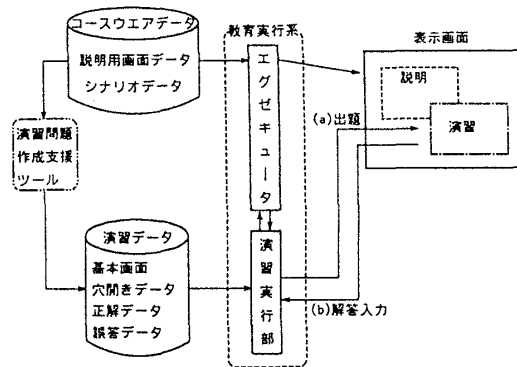 コースウエアデータ
説明用画面データ
シナリオデータ
演習問題
作成支援
ツール
演習データ
基本画面
穴開きデータ
正解データ
誤答データ
教育実行系
エグゼキュータ
演習実行部
表示画面
説明
演習
(a)出題
(b)解答入力